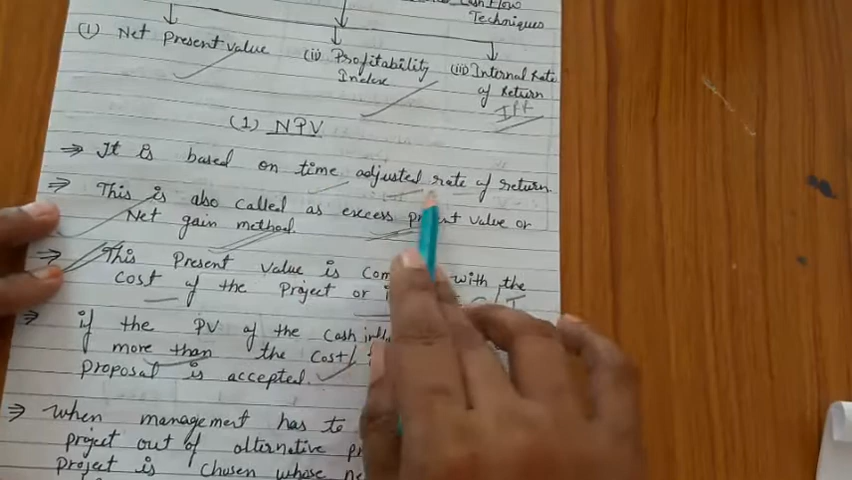 Cash Flow
Techniques
(i) Net Present Value
(ii) Profitability
Index
(iii) Internal Rate
of Return
(1) NPV
⇒ It is based on time adjusted rate of return.
⇒ This is also called as excess present value or
Net gain method.
⇒ This Present Value is with the
cost of the Project or
⇒ if the PV of the cash
more than the cost
proposal is accepted.
⇒ When management has to
project out of alternative
project is chosen whose